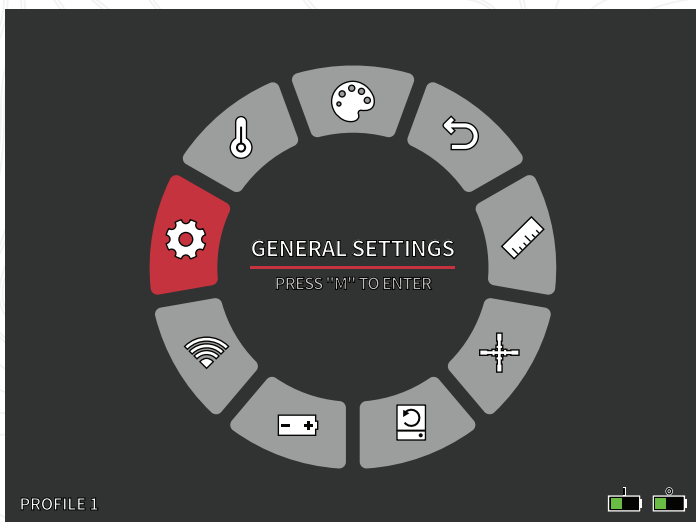 GENERAL SETTINGS
PRESS "M" TO ENTER
PROFILE 1
1